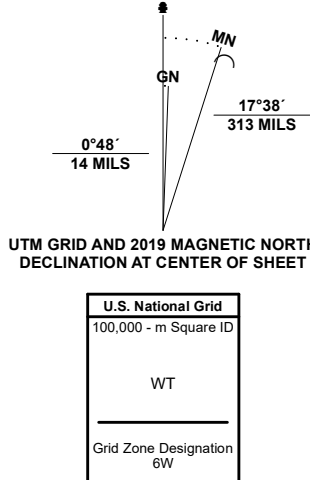 MN
GN
17°38´
313 MILS
0°48´
14 MILS
UTM GRID AND 2019 MAGNETIC NORTH
DECLINATION AT CENTER OF SHEET
U.S. National Grid
100,000 - m Square ID
WT
Grid Zone Designation
6W